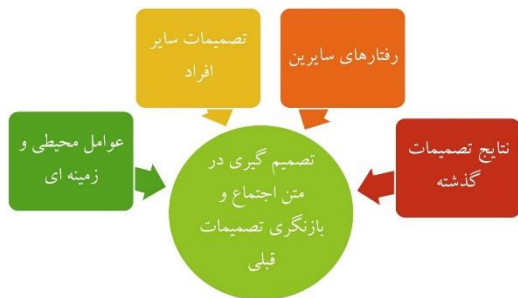 رفتارهای سایرین
تصمیمات سایر
افراد
نتایج تصمیمات
گذشته
عوامل محیطی و
زمینه ای
تصمیم گیری در
متن اجتماع و
بازنگری تصمیمات
قبلی